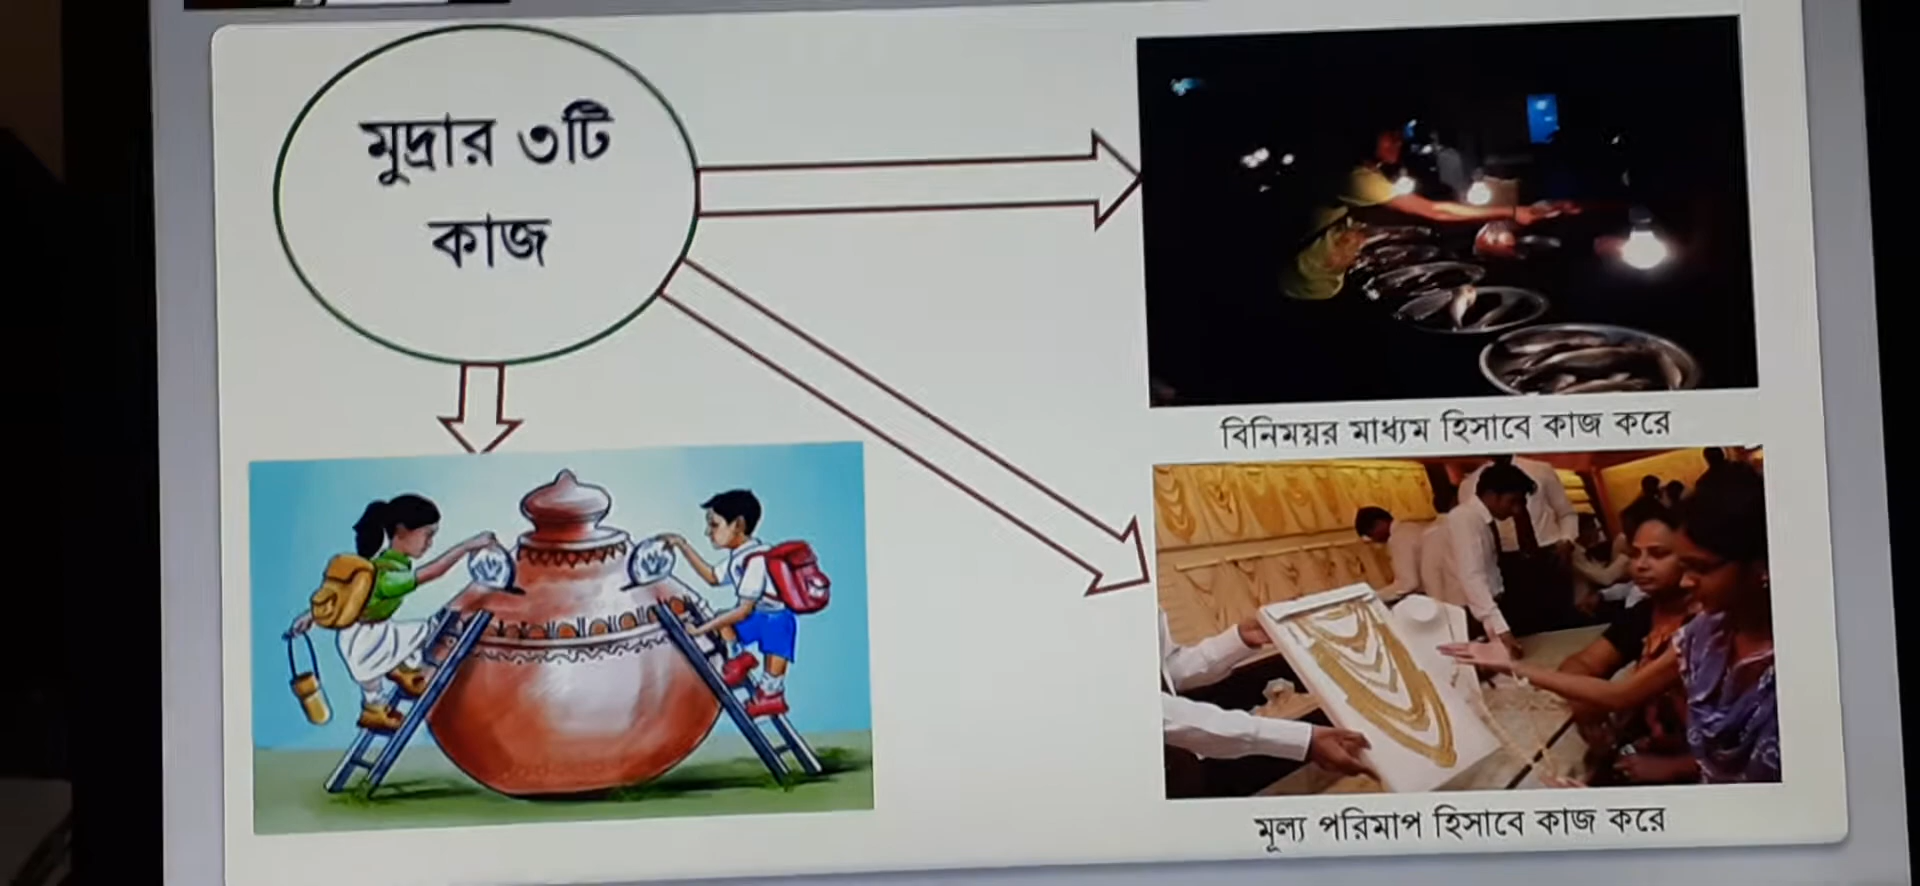 মুদ্রার ৩টি
কাজ
বিনিময়র মাধ্যম হিসাবে কাজ করে
মূল্য পরিমাপ হিসাবে কাজ করে